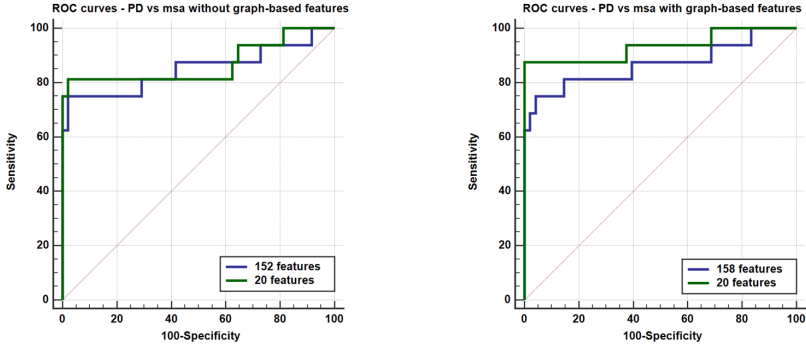 ROC curves - PD vs msa without graph-based features
100
80
60
40
20
0
Sensitivity
152 features
20 features
0 20 40 60 80 100
100-Specificity
ROC curves - PD vs msa with graph-based features
100
80
60
40
20
0
Sensitivity
158 features
20 features
0 20 40 60 80 100
100-Specificity